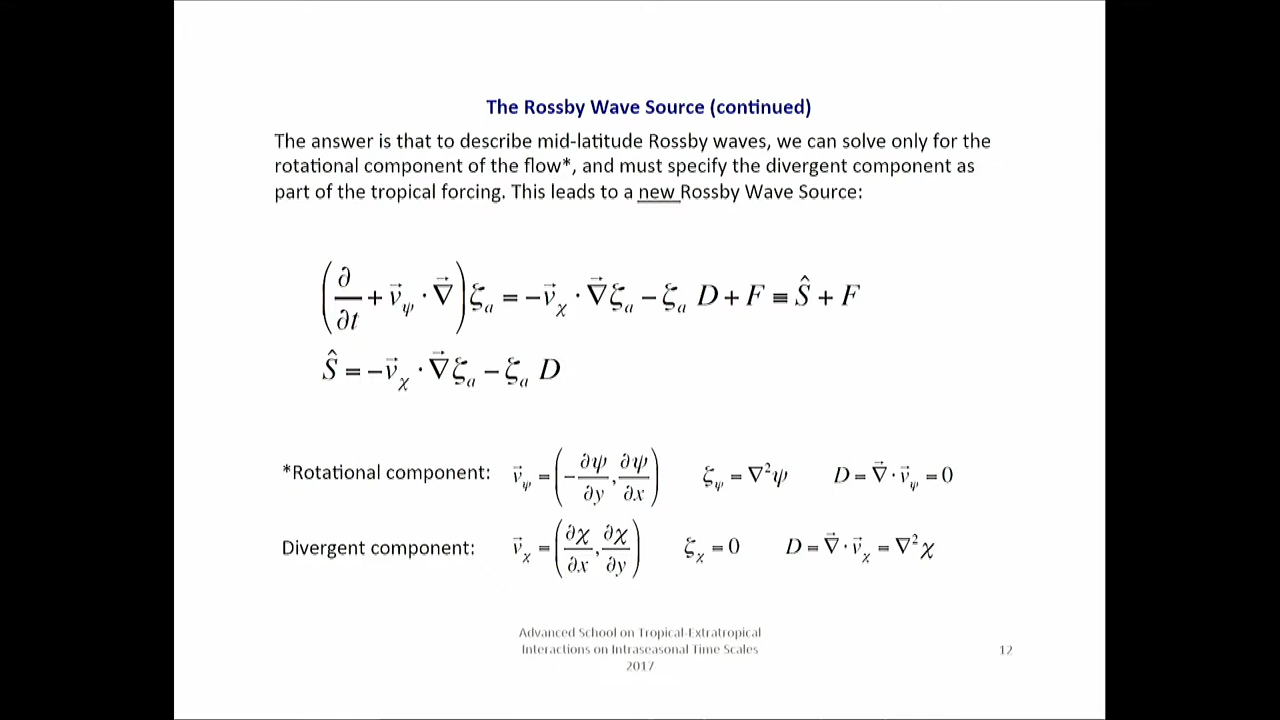 The Rossby Wave Source (continued)
The answer is that to describe mid-latitude Rossby waves, we can solve only for the
rotational component of the flow*, and must specify the divergent component as
part of the tropical forcing. This leads to a new Rossby Wave Source:
(∂/∂t + v⃗_ψ · ∇⃗) ζ_a = −v⃗_χ · ∇⃗ζ_a − ζ_a D + F ≡ Ŝ + F
Ŝ = −v⃗_χ · ∇⃗ζ_a − ζ_a D
*Rotational component: v⃗_ψ = (−∂ψ/∂y, ∂ψ/∂x) ζ_ψ = ∇²ψ D = ∇⃗ · v⃗_ψ = 0
Divergent component: v⃗_χ = (∂χ/∂x, ∂χ/∂y) ζ_χ = 0 D = ∇⃗ · v⃗_χ = ∇²χ
Advanced School on Tropical-Extratropical
Interactions on Intraseasonal Time Scales
2017
12